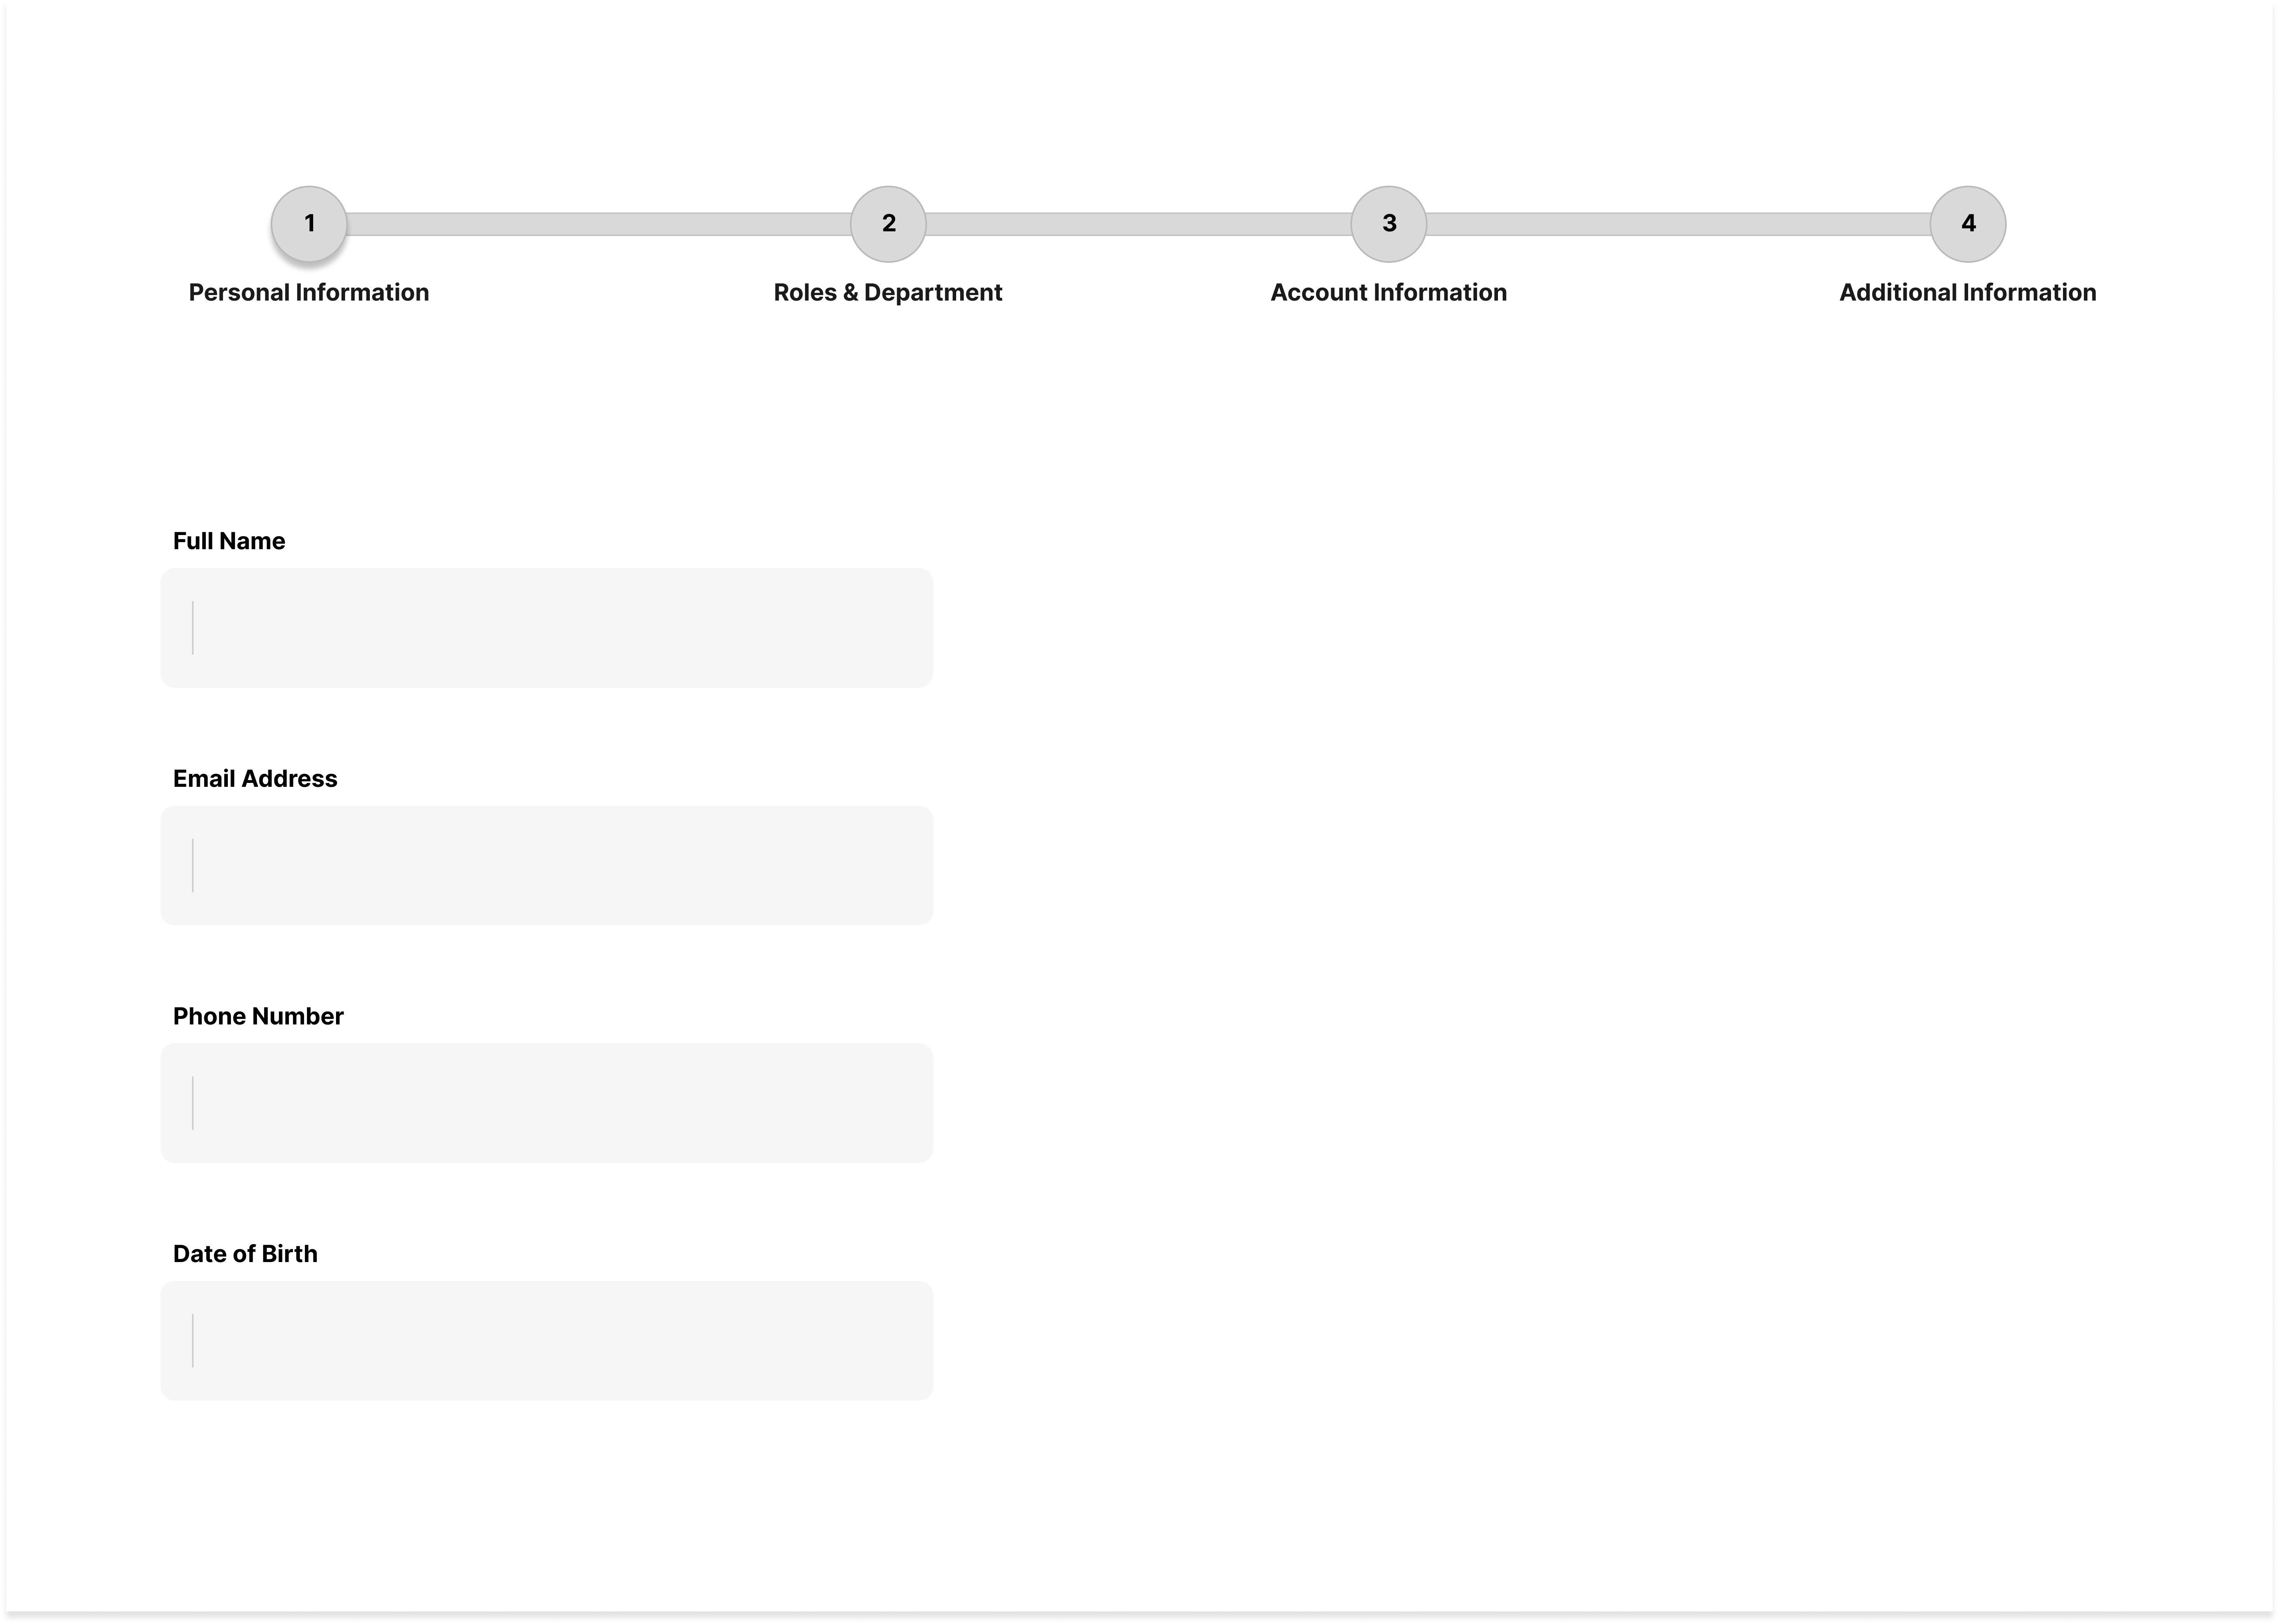 1 2 3 4
Personal Information Roles & Department Account Information Additional Information
Full Name
Email Address
Phone Number
Date of Birth